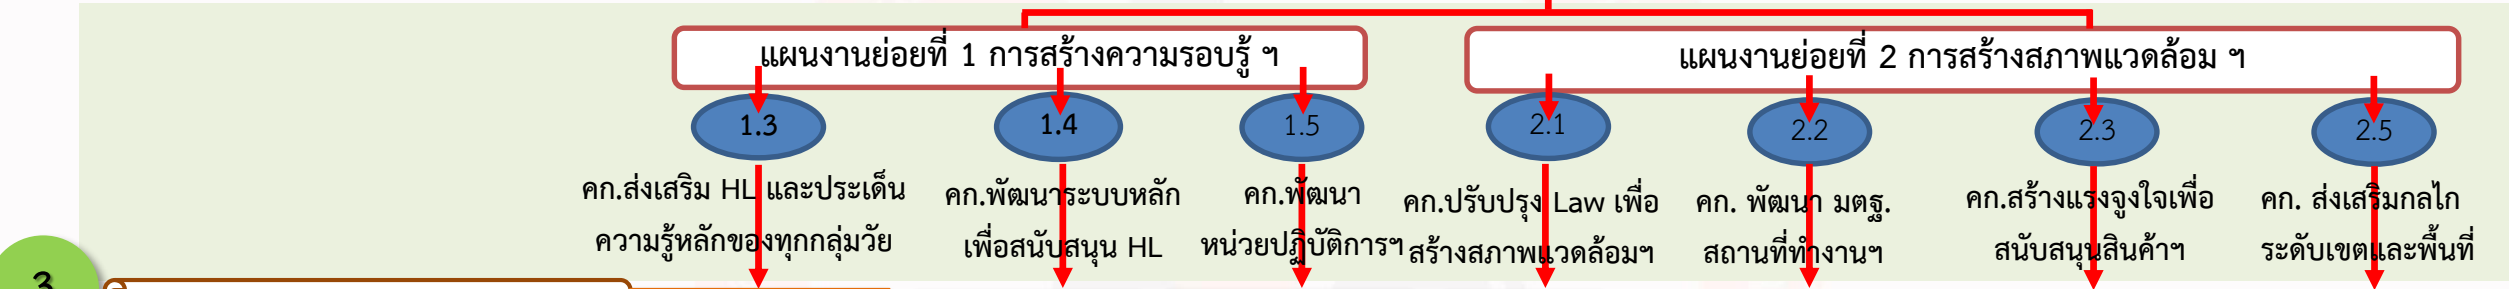 แผนงานย่อยที่ 1 การสร้างความรอบรู้ ฯ
แผนงานย่อยที่ 2 การสร้างสภาพแวดล้อม ฯ
1.3
1.4
1.5
2.1
2.2
2.3
2.5
คก.ส่งเสริม HL และประเด็น
ความรู้หลักของทุกกลุ่มวัย
คก.พัฒนาระบบหลัก
เพื่อสนับสนุน HL
คก.พัฒนา
หน่วยปฏิบัติการฯ
คก.ปรับปรุง Law เพื่อ
สร้างสภาพแวดล้อมฯ
คก. พัฒนา มตฐ.
สถานที่ทำงานฯ
คก.สร้างแรงจูงใจเพื่อ
สนับสนุนสินค้าฯ
คก. ส่งเสริมกลไก
ระดับเขตและพื้นที่
3